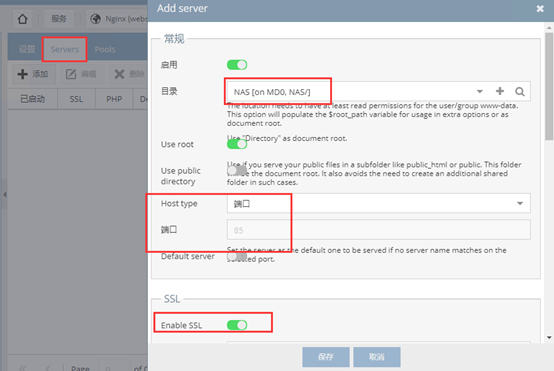 服务
Nginx (webs
设置
Servers
Pools
添加
编辑
删除
已启动
SSL
PHP
De
Page
0
of 0
Add server
常规
启用
目录
NAS [on MD0, NAS/]
The location needs to have at least read permissions for the user/group www-data.
This option will populate the $root_path variable for usage in extra options or as
document root.
Use root
Use "Directory" as document root.
Use public
directory
Use if you serve your public files in a subfolder like public_html or public. This folder
be the document root. It also avoids the need to create an additional shared
folder in such cases.
Host type
端口
端口
85
Default server
Set the server as the default one to be served if no server name matches on the
selected port.
SSL
Enable SSL
保存
取消